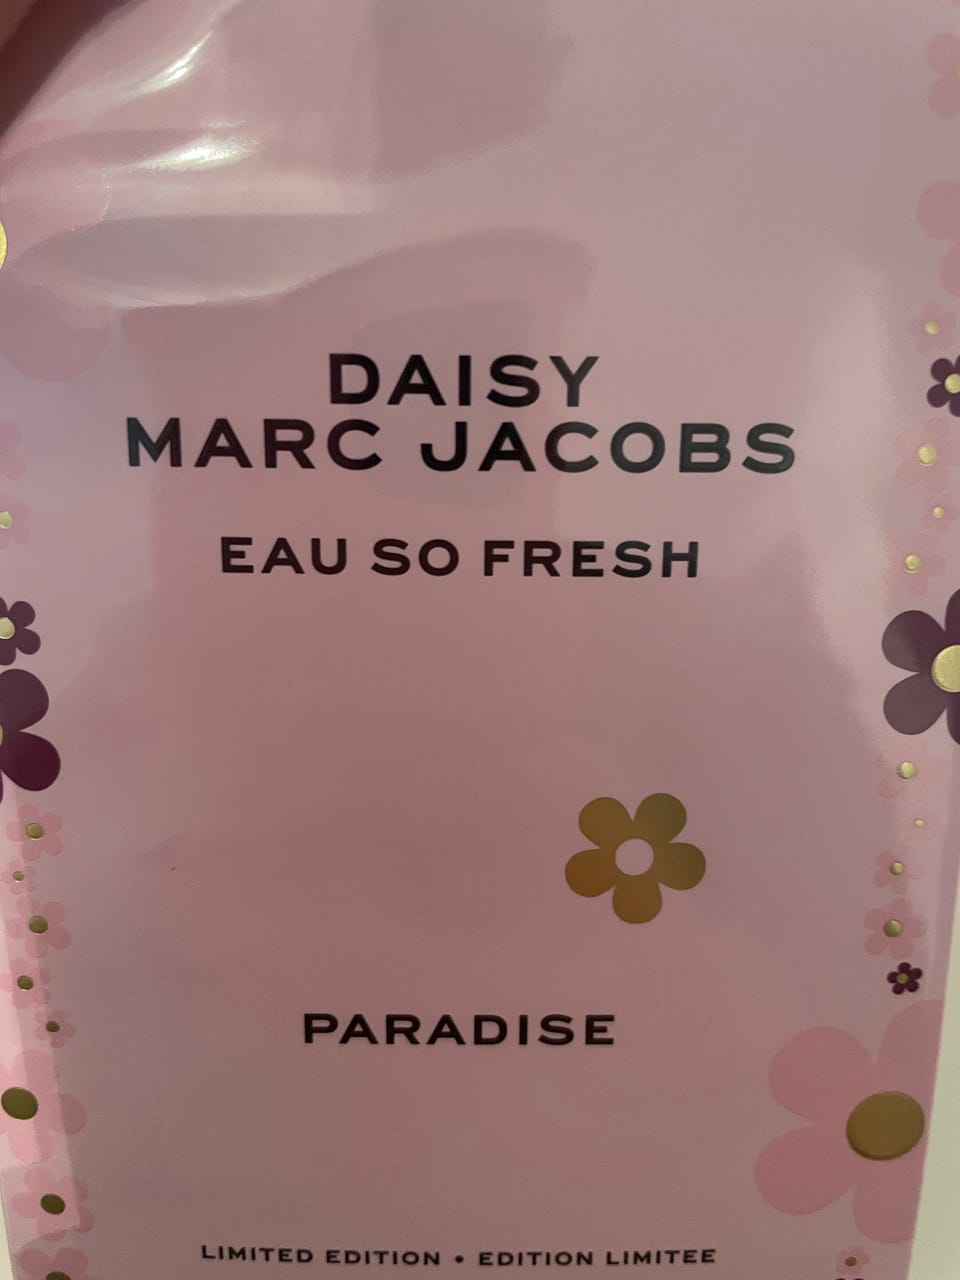 DAISY
MARC JACOBS
EAU SO FRESH
PARADISE
LIMITED EDITION • EDITION LIMITEE